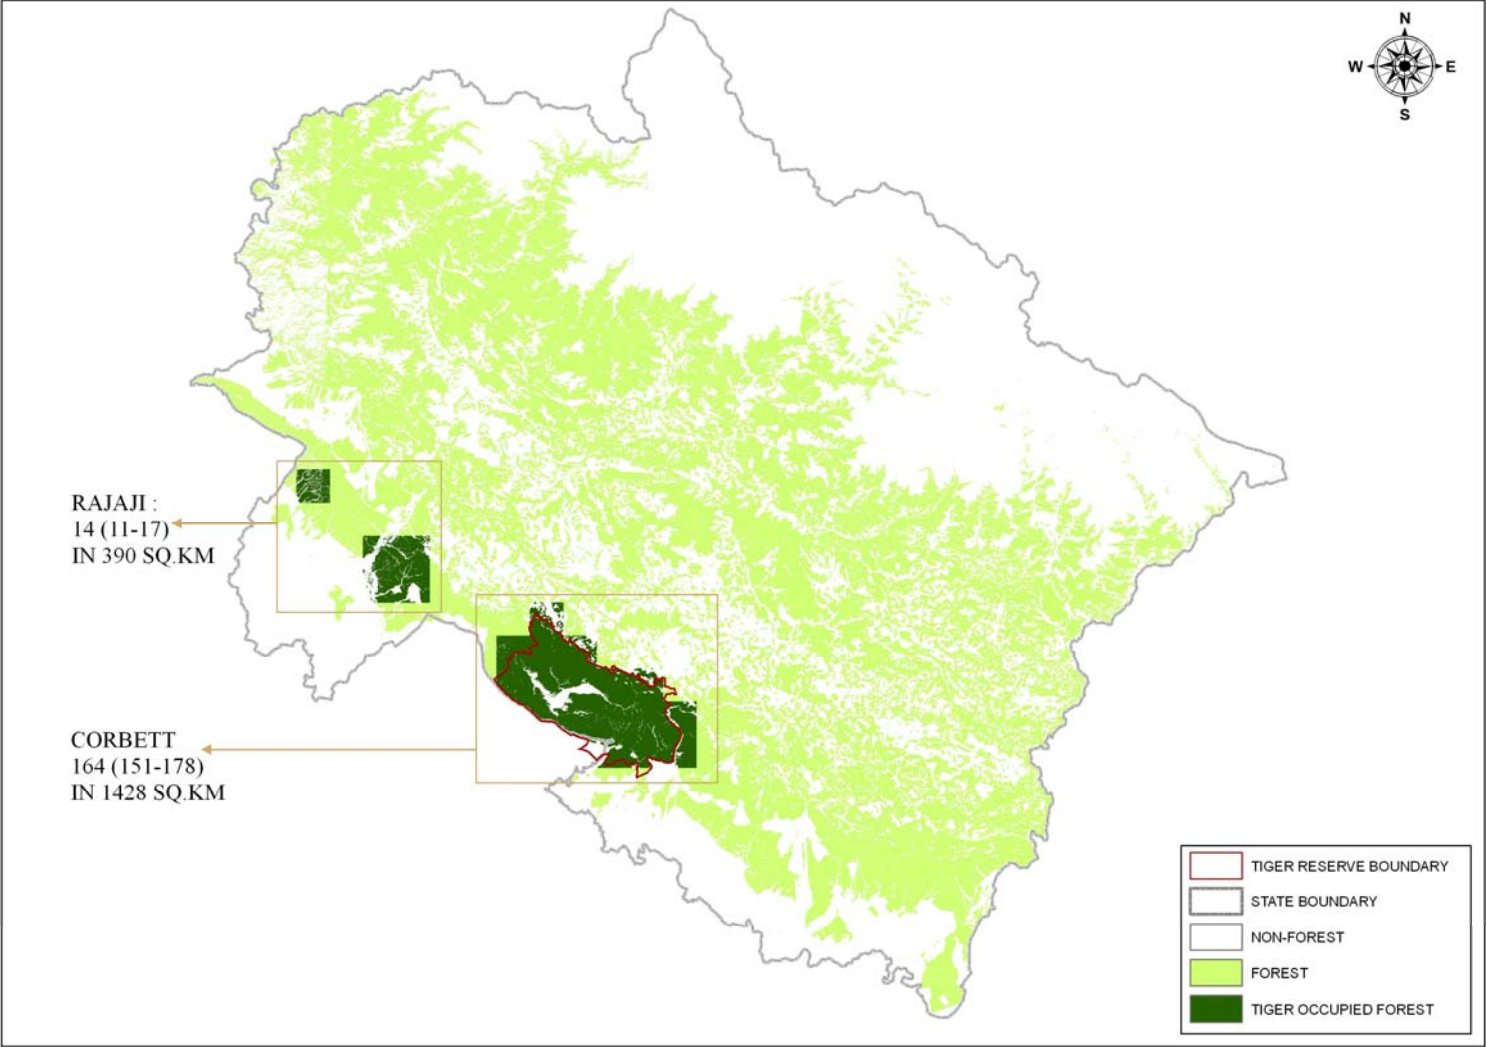 N
W E
S
RAJAJI :
14 (11-17)
IN 390 SQ.KM
CORBETT
164 (151-178)
IN 1428 SQ.KM
TIGER RESERVE BOUNDARY
STATE BOUNDARY
NON-FOREST
FOREST
TIGER OCCUPIED FOREST